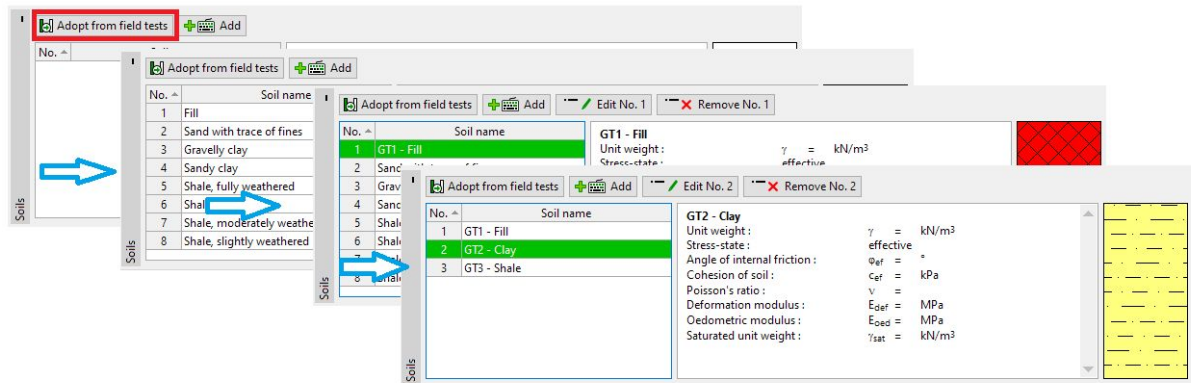 Adopt from field tests Add
No.
Soils
Adopt from field tests Add
No. Soil name
1 Fill
2 Sand with trace of fines
3 Gravelly clay
4 Sandy clay
5 Shale, fully weathered
6
7 Shale, moderately weathe
8 Shale, slightly weathered
Soils
Adopt from field tests Add Edit No. 1 Remove No. 1
No. Soil name
1 GT1 - Fill
2
3 Grav
4 Sand
5 Shale
6 Shale
8
GT1 - Fill
Unit weight : γ = kN/m³
Stress-state : effective
Soils
Adopt from field tests Add Edit No. 2 Remove No. 2
No. Soil name
1 GT1 - Fill
2 GT2 - Clay
3 GT3 - Shale
GT2 - Clay
Unit weight : γ = kN/m³
Stress-state : effective
Angle of internal friction : φef = °
Cohesion of soil : cef = kPa
Poisson's ratio : ν =
Deformation modulus : Edef = MPa
Oedometric modulus : Eoed = MPa
Saturated unit weight : γsat = kN/m³
Soils